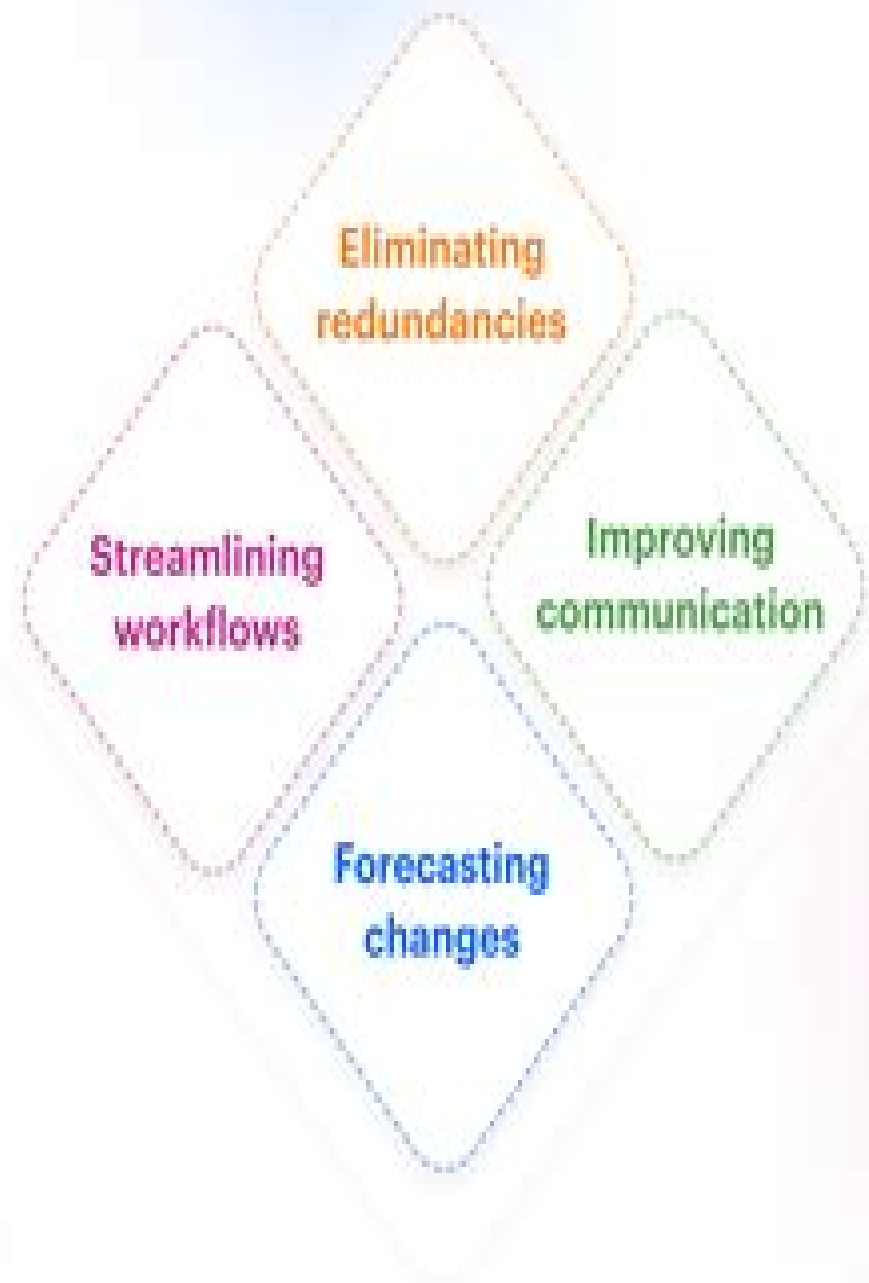 Eliminating
redundancies
Streamlining
workflows
Improving
communication
Forecasting
changes